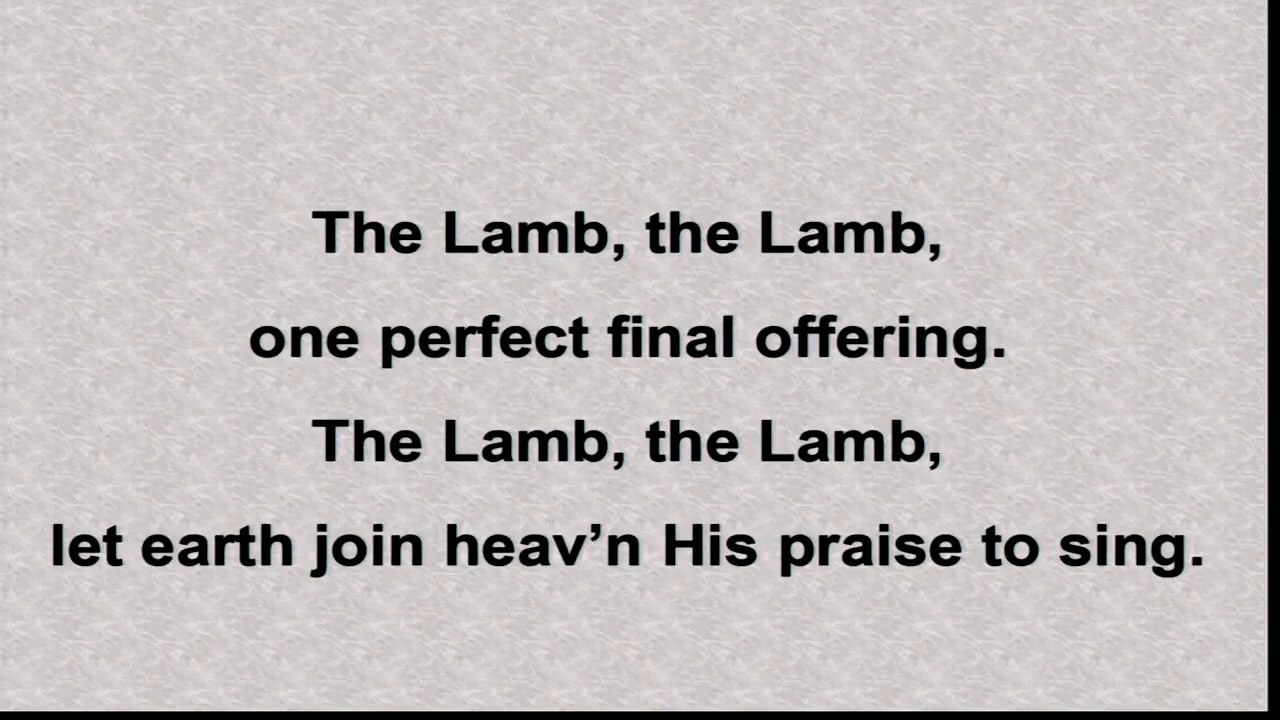 The Lamb, the Lamb,
one perfect final offering.
The Lamb, the Lamb,
let earth join heav’n His praise to sing.